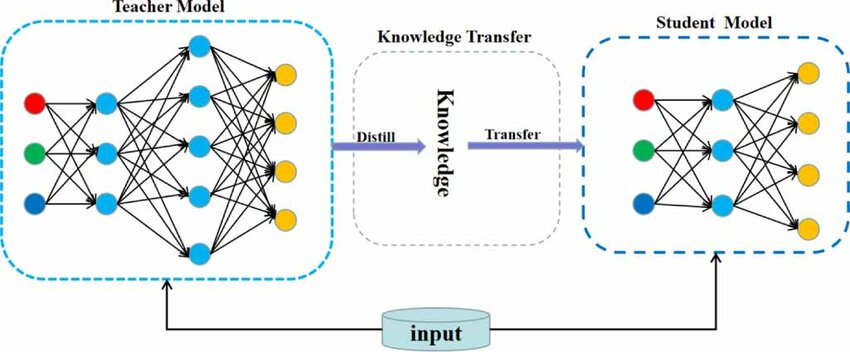 Teacher Model
Knowledge Transfer
Student Model
Distill
Knowledge
Transfer
input